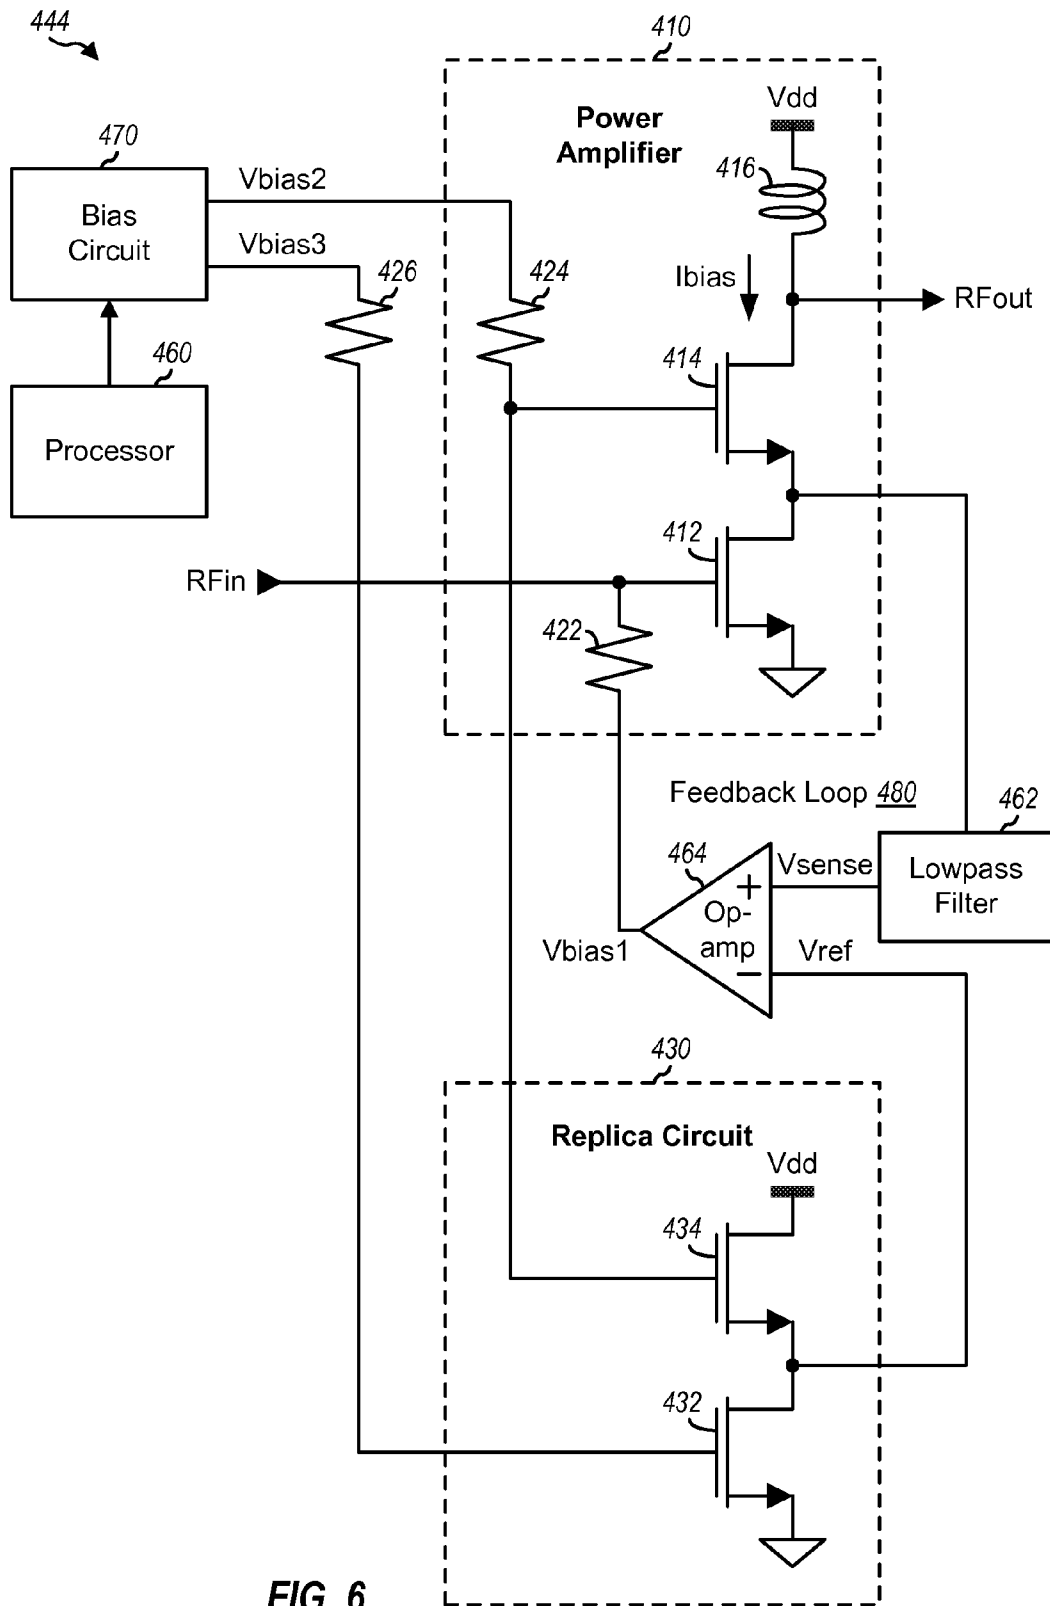 444
410
Power
Amplifier
Vdd
416
470
Bias
Circuit
Vbias2
Vbias3
426
424
Ibias
RFout
460
Processor
414
412
RFin
422
Feedback Loop 480
462
Lowpass
Filter
464
Vsense
+
Op-
amp
Vbias1
Vref
−
430
Replica Circuit
Vdd
434
432
FIG. 6